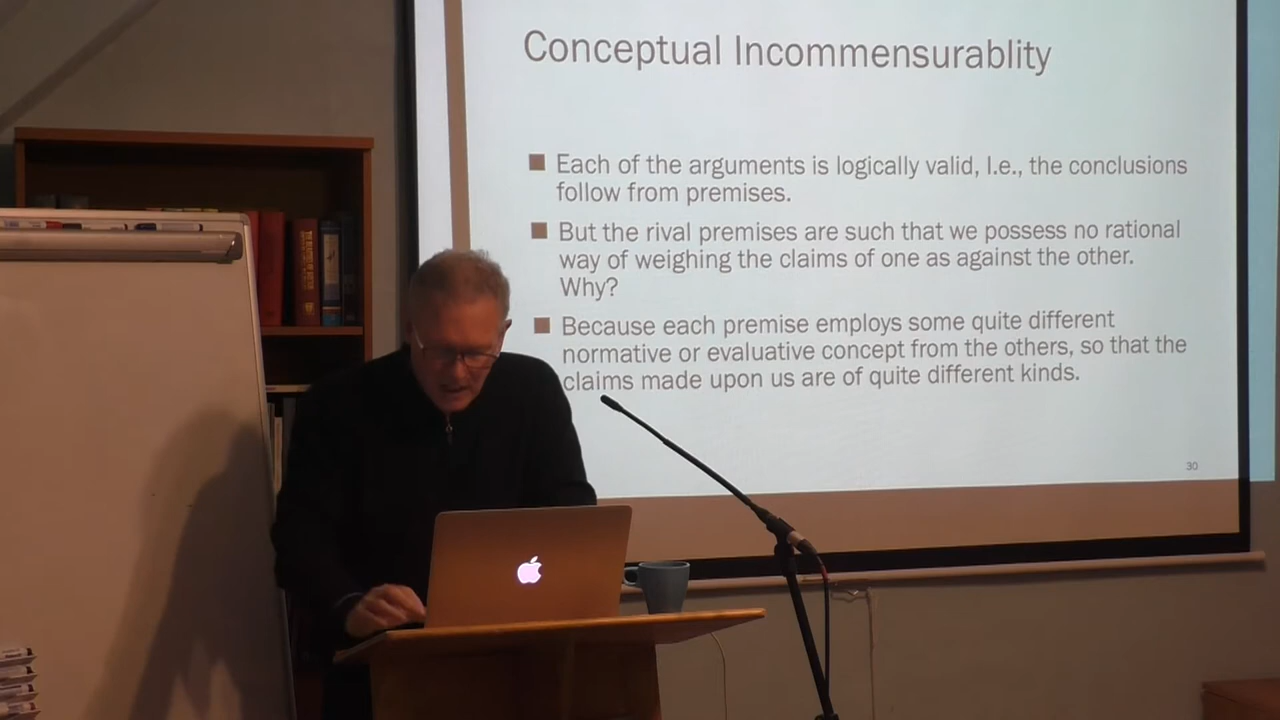 Conceptual Incommensurablity
Each of the arguments is logically valid, I.e., the conclusions
follow from premises.
But the rival premises are such that we possess no rational
way of weighing the claims of one as against the other.
Why?
Because each premise employs some quite different
normative or evaluative concept from the others, so that the
claims made upon us are of quite different kinds.
30